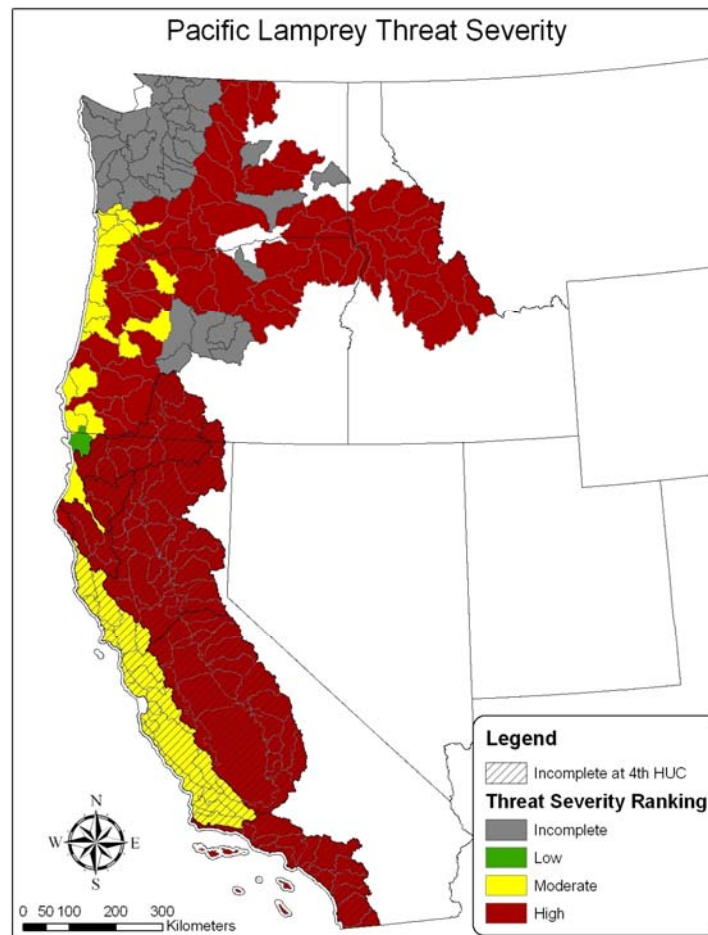 Pacific Lamprey Threat Severity
Legend
Incomplete at 4th HUC
Threat Severity Ranking
Incomplete
Low
Moderate
High
N
W E
S
0 50 100 200 300
Kilometers